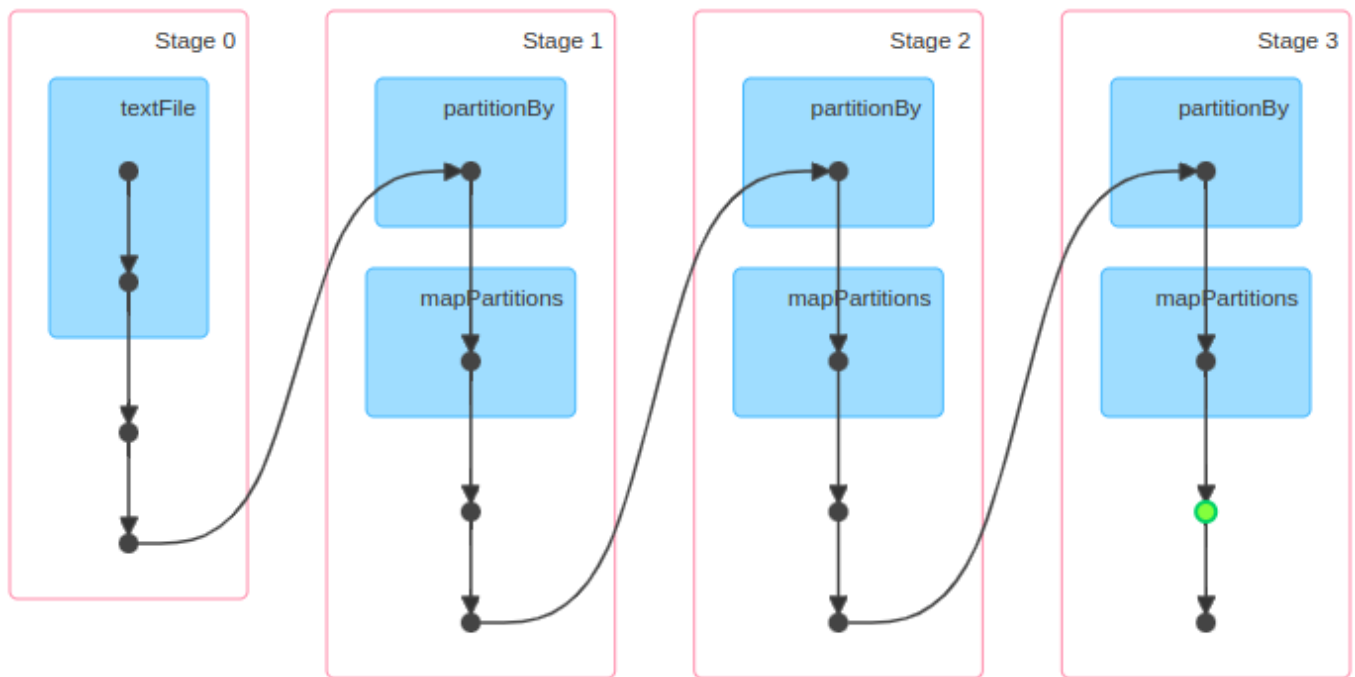 Stage 0
textFile
Stage 1
partitionBy
mapPartitions
Stage 2
partitionBy
mapPartitions
Stage 3
partitionBy
mapPartitions